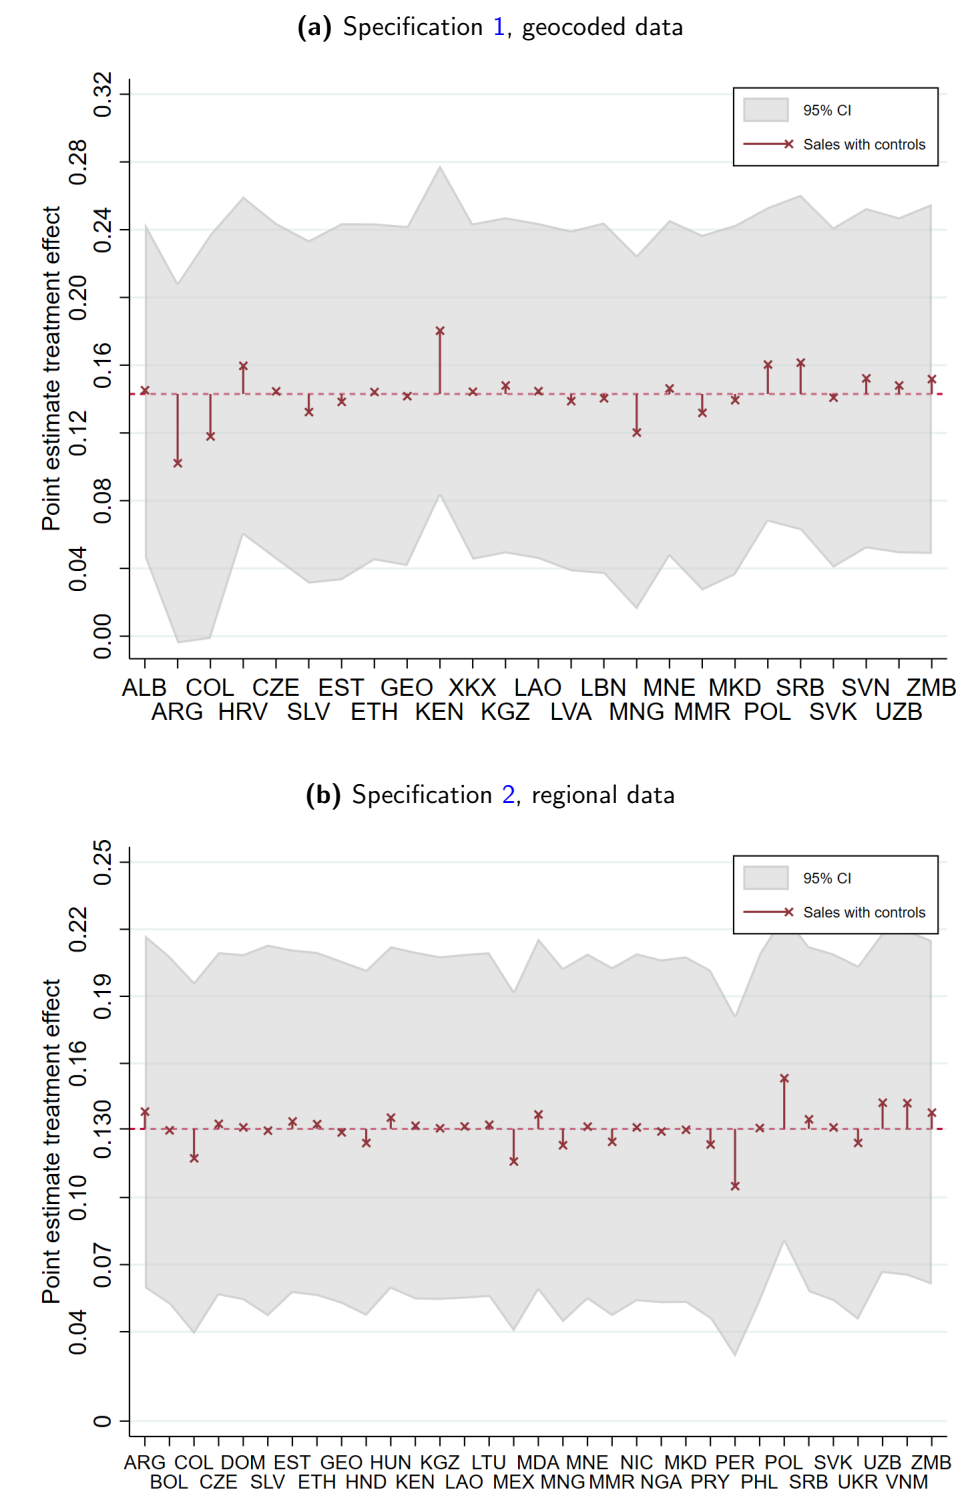 (a) Specification 1, geocoded data
95% CI
Sales with controls
Point estimate treatment effect
0.32
0.28
0.24
0.20
0.16
0.12
0.08
0.04
0.00
ALB COL CZE EST GEO XKX LAO LBN MNE MKD SRB SVN ZMB
ARG HRV SLV ETH KEN KGZ LVA MNG MMR POL SVK UZB
(b) Specification 2, regional data
95% CI
Sales with controls
Point estimate treatment effect
0.25
0.22
0.19
0.16
0.130
0.10
0.07
0.04
0
ARG COL DOM EST GEO HUN KGZ LTU MDA MNE NIC MKD PER POL SVK UZB ZMB
BOL CZE SLV ETH HND KEN LAO MEX MNG MMR NGA PRY PHL SRB UKR VNM